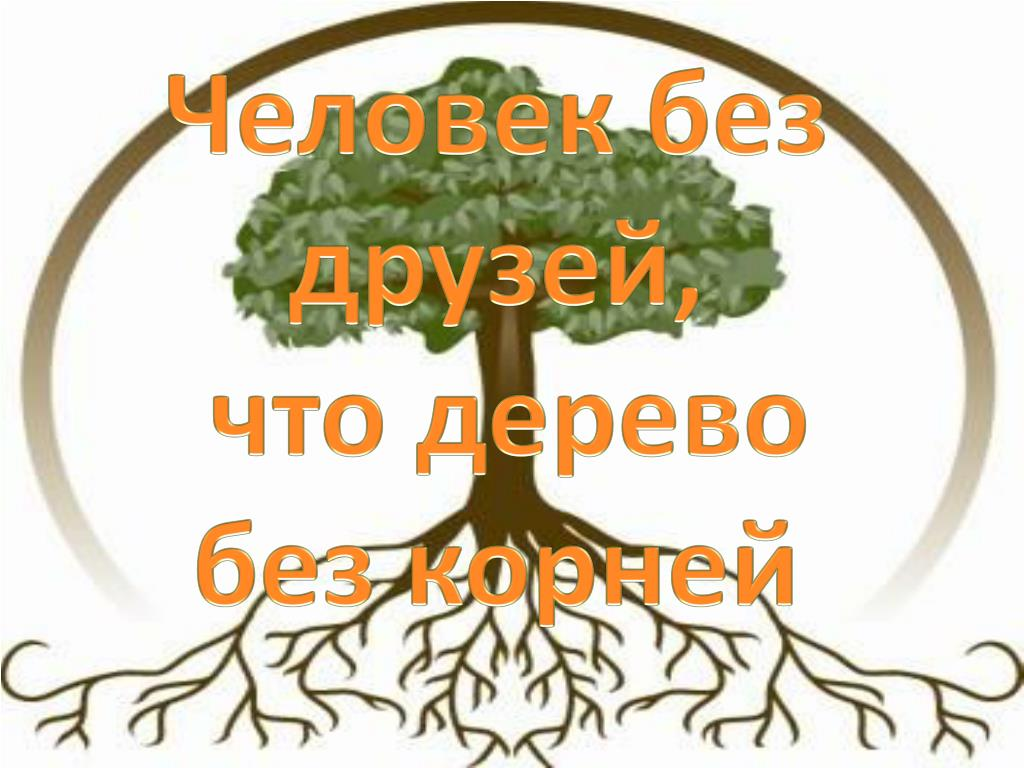 Человек без
друзей,
что дерево
без корней